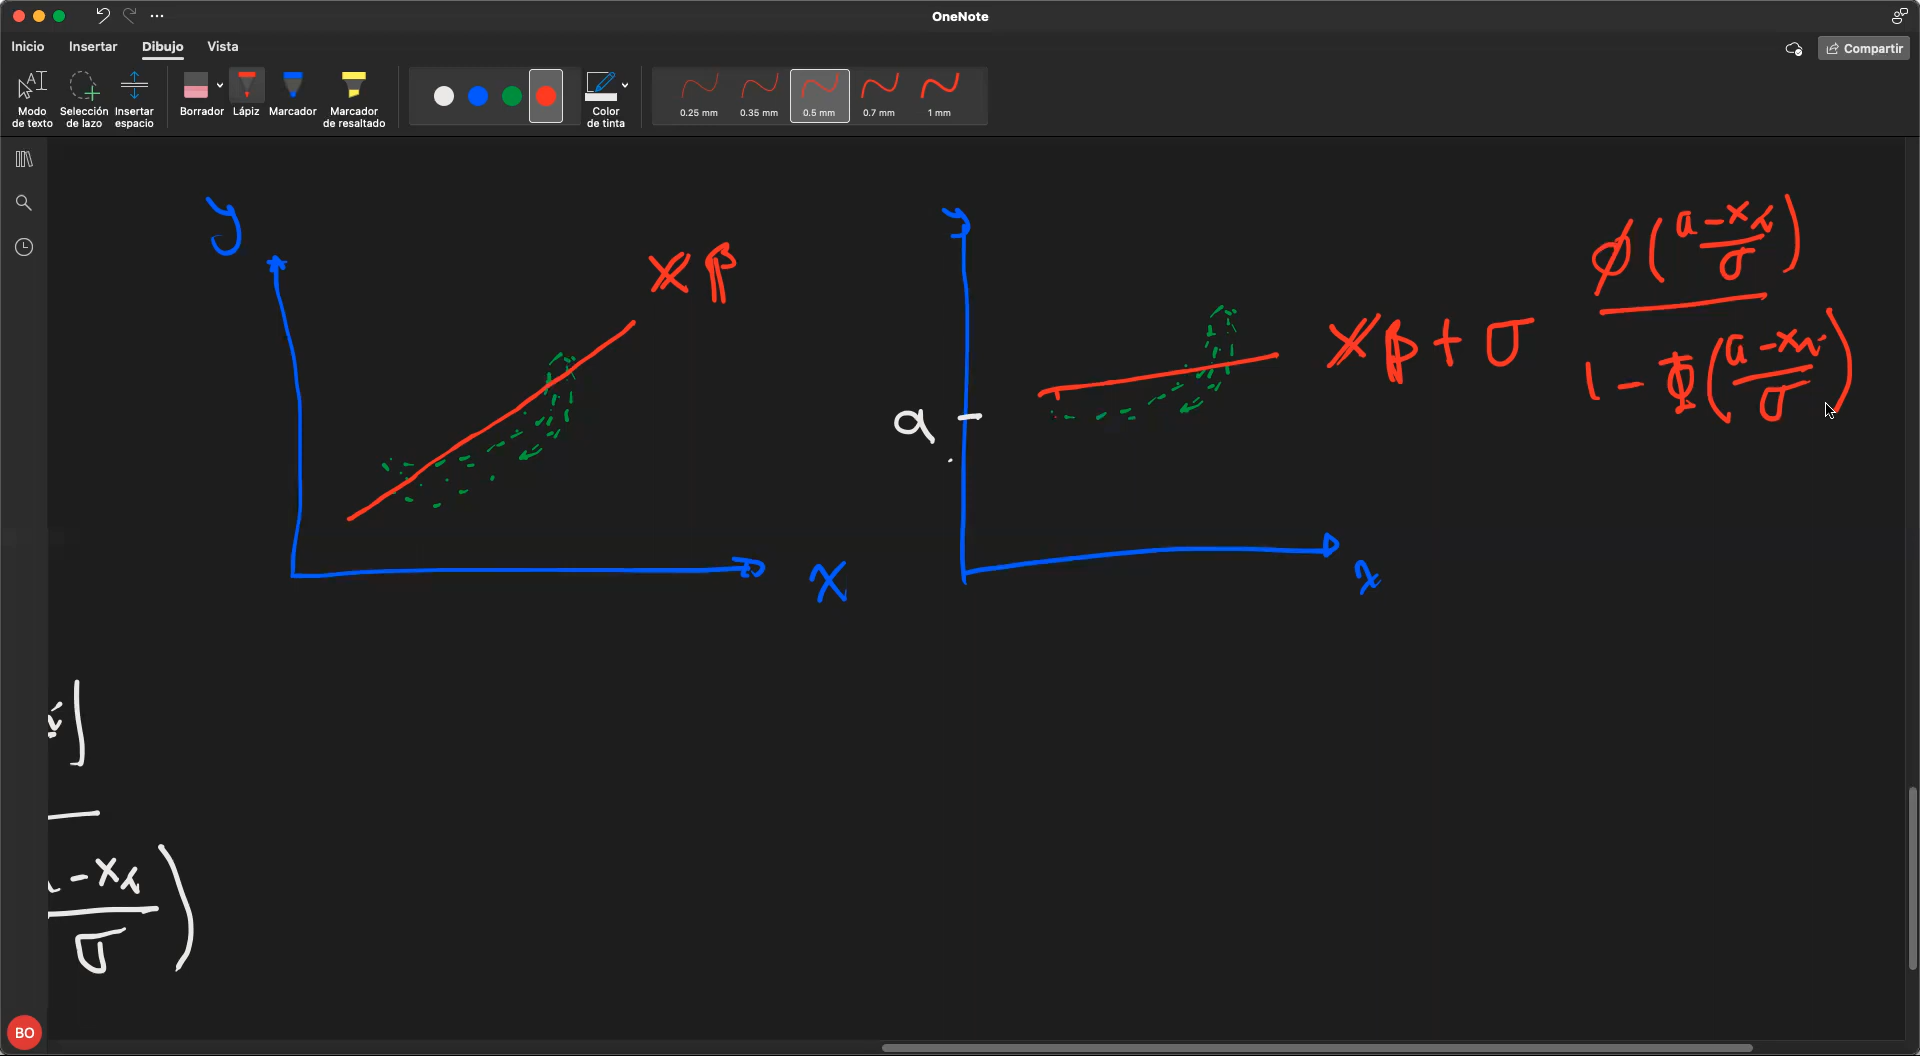 OneNote
Inicio Insertar Dibujo Vista
Compartir
Modo de texto
Selección de lazo
Insertar espacio
Borrador
Lápiz
Marcador
Marcador de resaltado
Color de tinta
0.25 mm
0.35 mm
0.5 mm
0.7 mm
1 mm
y
xβ
x
y
a
x
xβ + σ
ϕ(
a - x
σ
)
1 - Φ(
a - x
σ
)
]
- x
σ
)
BO